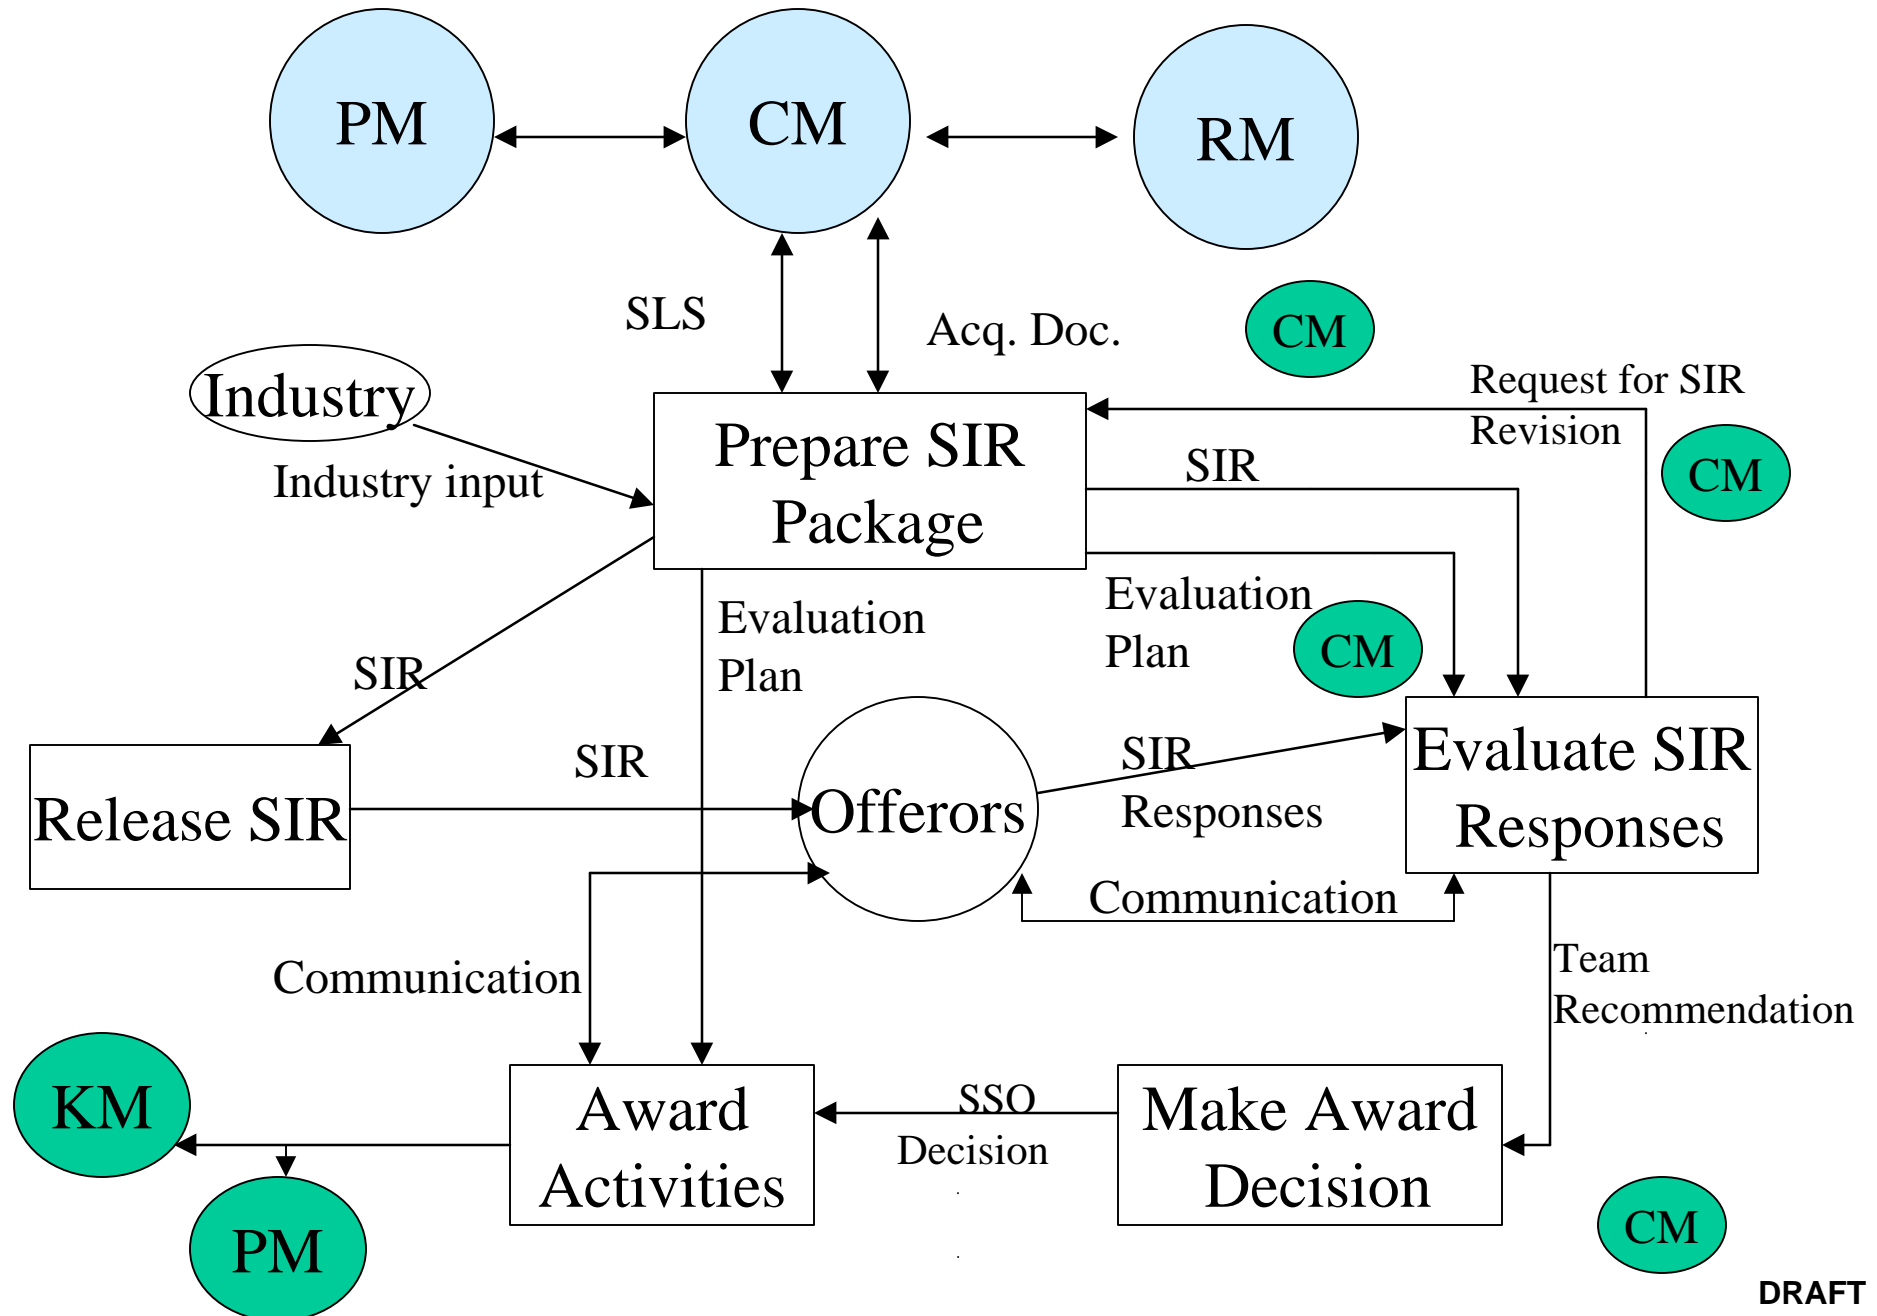 PM
CM
RM
SLS
Acq. Doc.
CM
Industry
Request for SIR
Revision
Industry input
Prepare SIR
Package
SIR
CM
Evaluation
Plan
Evaluation
Plan
CM
SIR
SIR
Release SIR
Offerors
SIR
Responses
Evaluate SIR
Responses
Communication
Communication
Team
Recommendation
KM
PM
Award
Activities
SSO
Decision
Make Award
Decision
CM
DRAFT